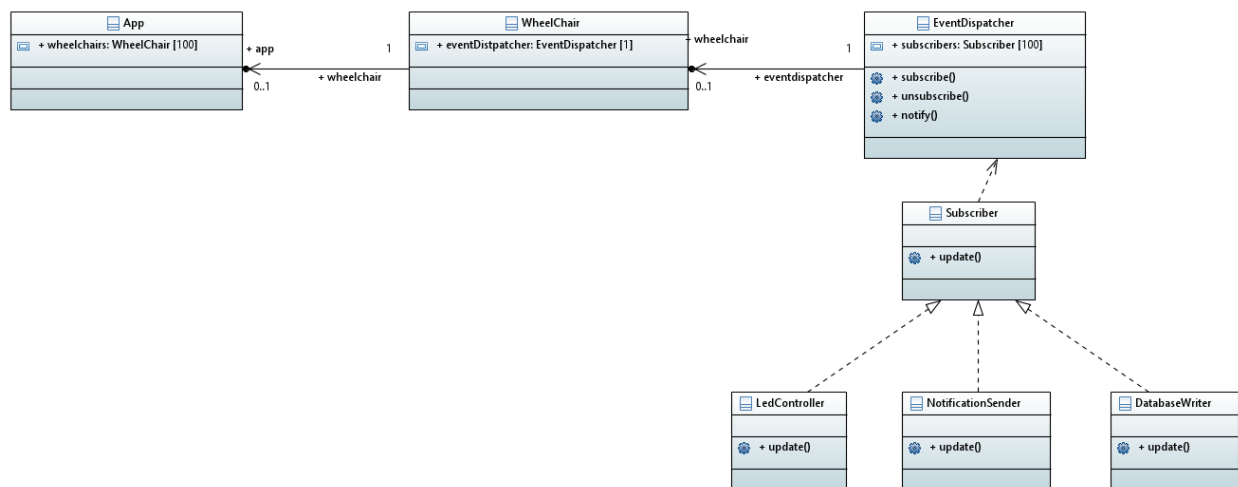 App
+ wheelchairs: WheelChair [100]
+ app
0..1
1
+ wheelchair
WheelChair
+ eventDistpatcher: EventDispatcher [1]
+ wheelchair
0..1
1
+ eventdispatcher
EventDispatcher
+ subscribers: Subscriber [100]
+ subscribe()
+ unsubscribe()
+ notify()
Subscriber
+ update()
LedController
+ update()
NotificationSender
+ update()
DatabaseWriter
+ update()